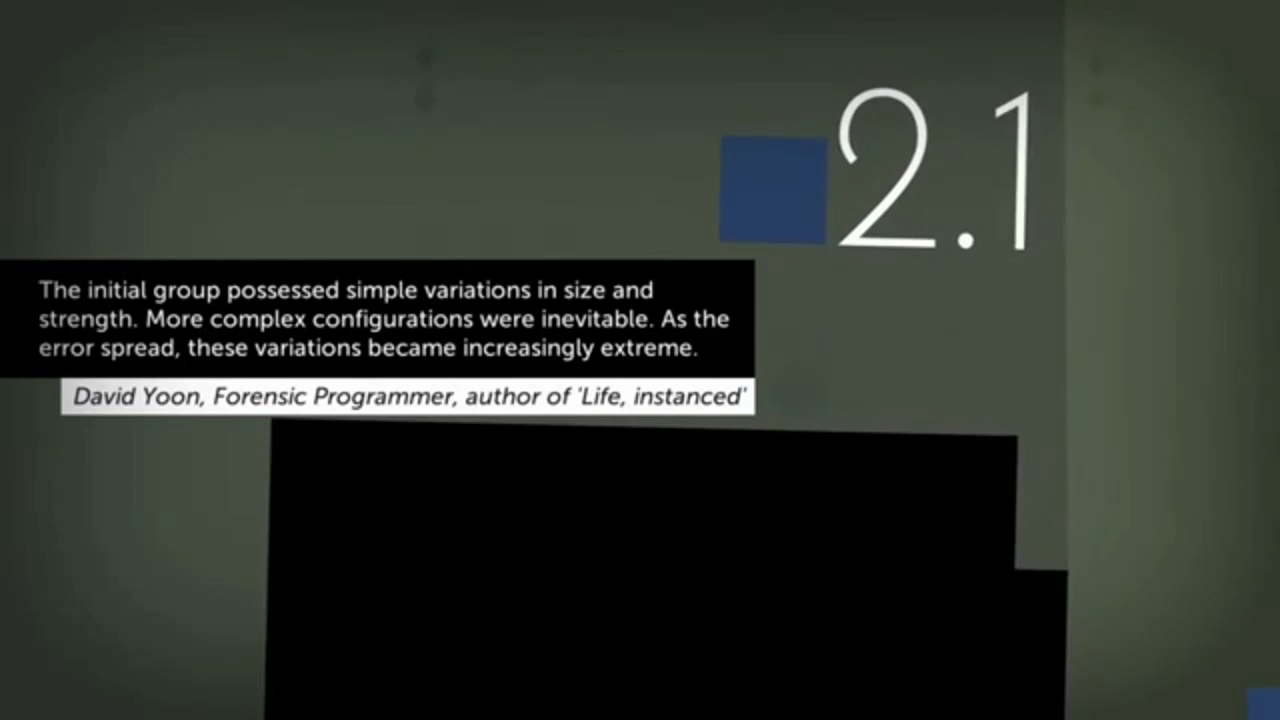 2.1
The initial group possessed simple variations in size and
strength. More complex configurations were inevitable. As the
error spread, these variations became increasingly extreme.
David Yoon, Forensic Programmer, author of 'Life, instanced'